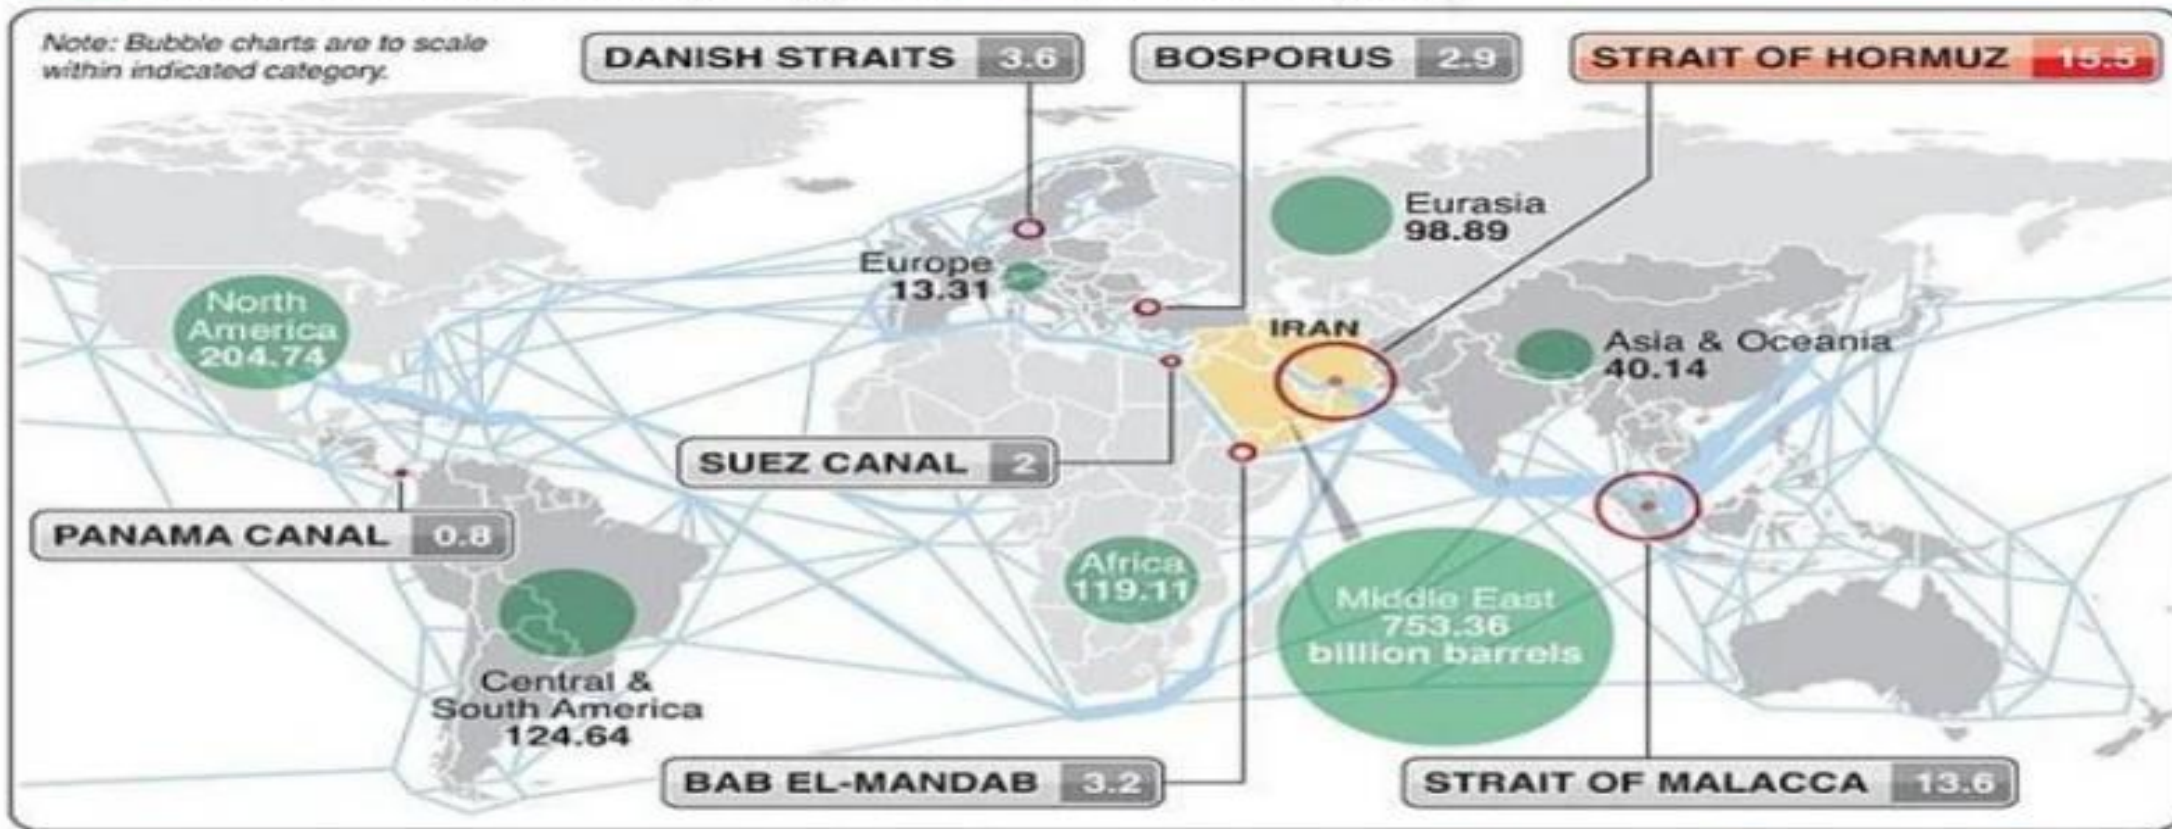 Note: Bubble charts are to scale
within indicated category.
DANISH STRAITS 3.6
BOSPORUS 2.9
STRAIT OF HORMUZ 15.5
Eurasia
98.89
Europe
13.31
North
America
204.74
IRAN
Asia & Oceania
40.14
SUEZ CANAL 2
PANAMA CANAL 0.8
Africa
119.11
Middle East
753.36
billion barrels
Central &
South America
124.64
BAB EL-MANDAB 3.2
STRAIT OF MALACCA 13.6